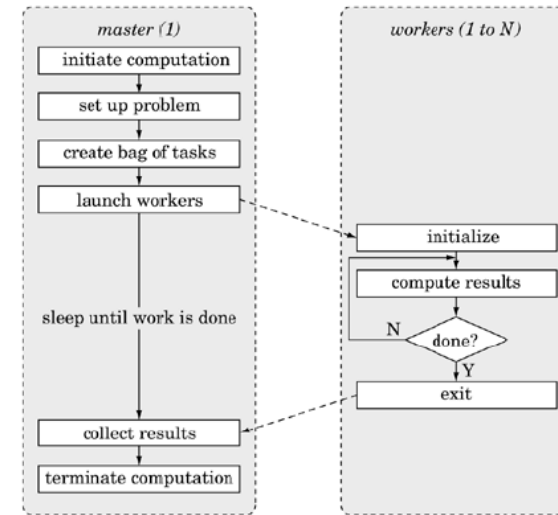 master (1)
initiate computation
set up problem
create bag of tasks
launch workers
sleep until work is done
collect results
terminate computation
workers (1 to N)
initialize
compute results
done?
N
Y
exit